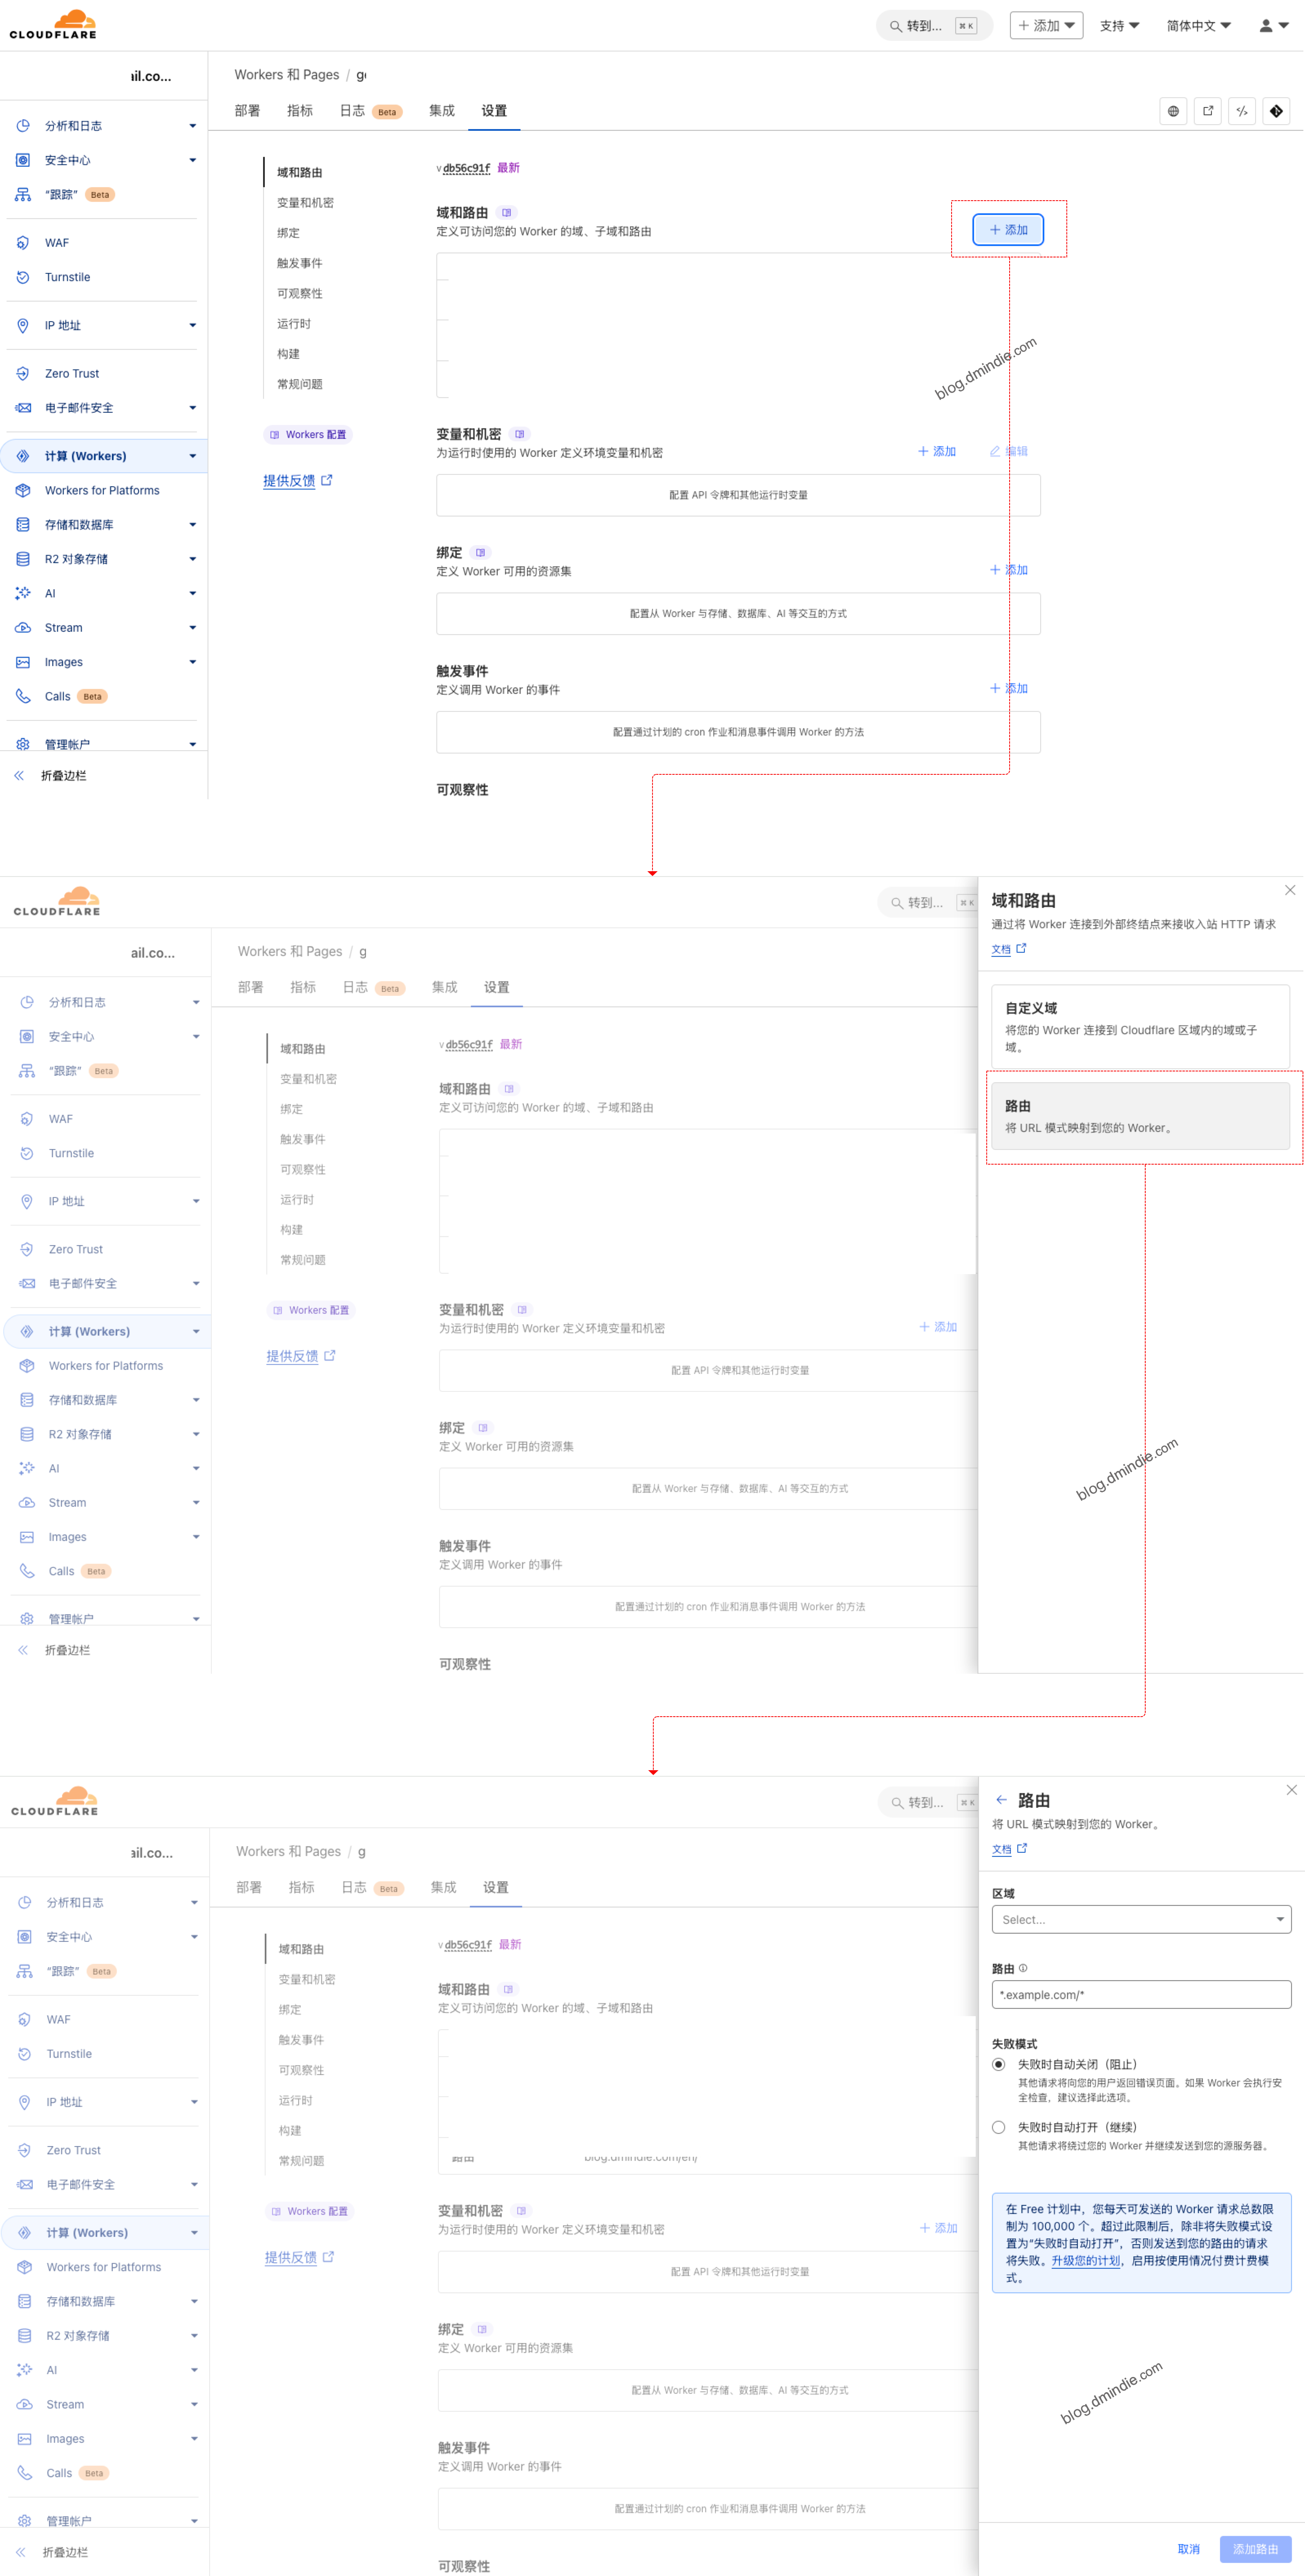 CLOUDFLARE
转到...
⌘ K
+ 添加
支持
简体中文
ail.co...
Workers 和 Pages /
部署
指标
日志 Beta
集成
设置
分析和日志
安全中心
“跟踪” Beta
WAF
Turnstile
IP 地址
Zero Trust
电子邮件安全
计算 (Workers)
Workers for Platforms
存储和数据库
R2 对象存储
AI
Stream
Images
Calls Beta
管理帐户
折叠边栏
域和路由
变量和机密
绑定
触发事件
可观察性
运行时
构建
常规问题
Workers 配置
提供反馈
v db56c91f 最新
域和路由
定义可访问您的 Worker 的域、子域和路由
+ 添加
blog.dmindie.com
变量和机密
为运行时使用的 Worker 定义环境变量和机密
+ 添加
编辑
配置 API 令牌和其他运行时变量
绑定
定义 Worker 可用的资源集
+ 添加
配置从 Worker 与存储、数据库、AI 等交互的方式
触发事件
定义调用 Worker 的事件
+ 添加
配置通过计划的 cron 作业和消息事件调用 Worker 的方法
可观察性
CLOUDFLARE
转到...
⌘ K
ail.co...
Workers 和 Pages / g
部署
指标
日志 Beta
集成
设置
分析和日志
安全中心
“跟踪” Beta
WAF
Turnstile
IP 地址
Zero Trust
电子邮件安全
计算 (Workers)
Workers for Platforms
存储和数据库
R2 对象存储
AI
Stream
Images
Calls Beta
管理帐户
折叠边栏
域和路由
变量和机密
绑定
触发事件
可观察性
运行时
构建
常规问题
Workers 配置
提供反馈
v db56c91f 最新
域和路由
定义可访问您的 Worker 的域、子域和路由
变量和机密
为运行时使用的 Worker 定义环境变量和机密
+ 添加
配置 API 令牌和其他运行时变量
绑定
定义 Worker 可用的资源集
配置从 Worker 与存储、数据库、AI 等交互的方式
触发事件
定义调用 Worker 的事件
配置通过计划的 cron 作业和消息事件调用 Worker 的方法
可观察性
域和路由
通过将 Worker 连接到外部终结点来接收入站 HTTP 请求
文档
自定义域
将您的 Worker 连接到 Cloudflare 区域内的域或子
域。
路由
将 URL 模式映射到您的 Worker。
blog.dmindie.com
CLOUDFLARE
转到...
⌘ K
ail.co...
Workers 和 Pages / g
部署
指标
日志 Beta
集成
设置
分析和日志
安全中心
“跟踪” Beta
WAF
Turnstile
IP 地址
Zero Trust
电子邮件安全
计算 (Workers)
Workers for Platforms
存储和数据库
R2 对象存储
AI
Stream
Images
Calls Beta
管理帐户
折叠边栏
域和路由
变量和机密
绑定
触发事件
可观察性
运行时
构建
常规问题
Workers 配置
提供反馈
v db56c91f 最新
域和路由
定义可访问您的 Worker 的域、子域和路由
路由
blog.dmindie.com/en/
变量和机密
为运行时使用的 Worker 定义环境变量和机密
+ 添加
配置 API 令牌和其他运行时变量
绑定
定义 Worker 可用的资源集
配置从 Worker 与存储、数据库、AI 等交互的方式
触发事件
定义调用 Worker 的事件
配置通过计划的 cron 作业和消息事件调用 Worker 的方法
可观察性
路由
将 URL 模式映射到您的 Worker。
文档
区域
Select...
路由
*.example.com/*
失败模式
失败时自动关闭（阻止）
其他请求将向您的用户返回错误页面。如果 Worker 会执行安
全检查，建议选择此选项。
失败时自动打开（继续）
其他请求将绕过您的 Worker 并继续发送到您的源服务器。
在 Free 计划中，您每天可发送的 Worker 请求总数限
制为 100,000 个。超过此限制后，除非将失败模式设
置为“失败时自动打开”，否则发送到您的路由的请求
将失败。升级您的计划，启用按使用情况付费计费模
式。
blog.dmindie.com
取消
添加路由